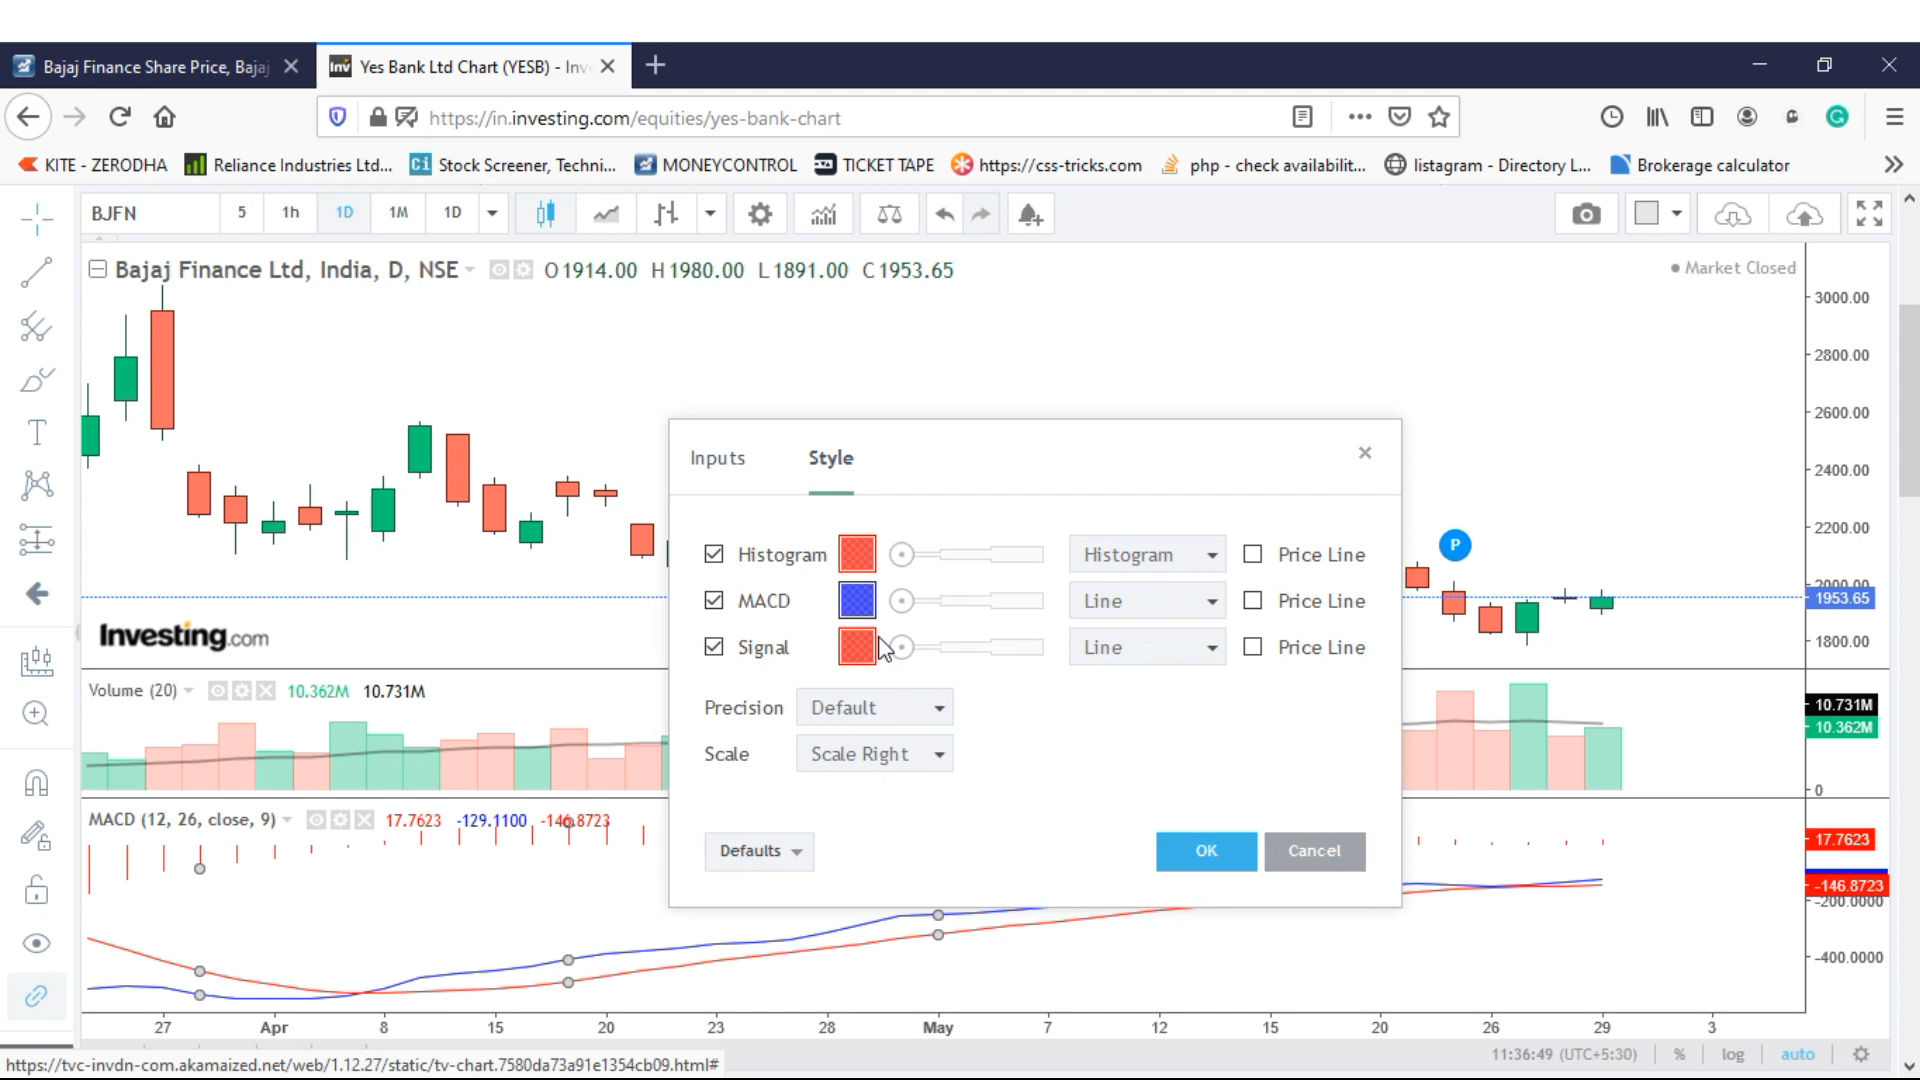 Bajaj Finance Share Price, Bajaj
Inv Yes Bank Ltd Chart (YESB) - Inv
https://in.investing.com/equities/yes-bank-chart
KITE - ZERODHA Reliance Industries Ltd... Ci Stock Screener, Techni... MONEYCONTROL TICKET TAPE https://css-tricks.com php - check availabilit... listagram - Directory L... Brokerage calculator
BJFN 5 1h 1D 1M 1D
Bajaj Finance Ltd, India, D, NSE O1914.00 H1980.00 L1891.00 C1953.65
Market Closed
3000.00
2800.00
2600.00
2400.00
2200.00
2000.00
1953.65
1800.00
P
Investing.com
Inputs Style
Histogram Histogram Price Line
MACD Line Price Line
Signal Line Price Line
Precision Default
Scale Scale Right
Defaults OK Cancel
Volume (20) 10.362M 10.731M
10.731M
10.362M
0
MACD (12, 26, close, 9) 17.7623 -129.1100 -146.8723
17.7623
-146.8723
-200.0000
-400.0000
27 Apr 8 15 20 23 28 May 7 12 15 20 26 29 3
11:36:49 (UTC+5:30) % log auto
https://tvc-invdn-com.akamaized.net/web/1.12.27/static/tv-chart.7580da73a91e1354cb09.html#